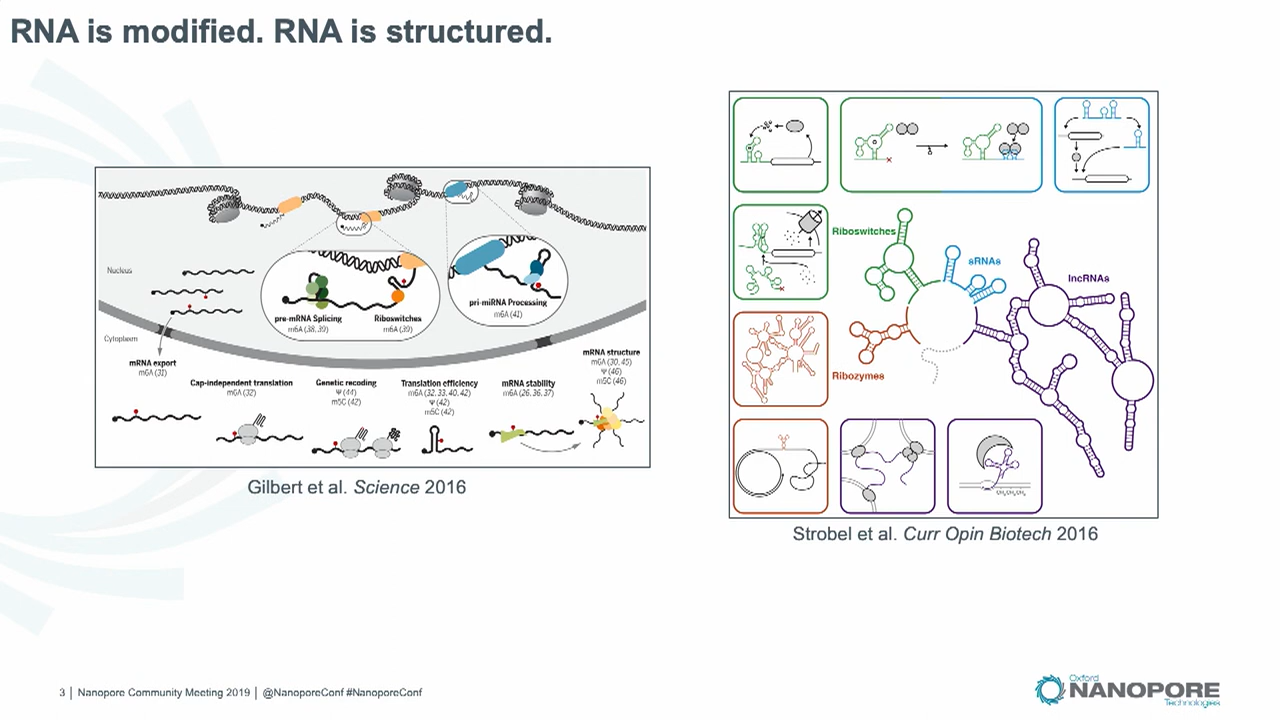 RNA is modified. RNA is structured.
Nucleus
Cytoplasm
pre-mRNA Splicing
m6A (38, 39)
Riboswitches
m6A (39)
pri-miRNA Processing
m6A (41)
mRNA export
m6A (31)
Cap-independent translation
m6A (32)
Genetic recoding
Ψ (44)
m5C (42)
Translation efficiency
m6A (32, 33, 40, 42)
Ψ (42)
m5C (42)
mRNA stability
m6A (26, 36, 37)
mRNA structure
m6A (30, 45)
Ψ (46)
m5C (46)
Gilbert et al. Science 2016
Riboswitches
sRNAs
lncRNAs
Ribozymes
Strobel et al. Curr Opin Biotech 2016
3 | Nanopore Community Meeting 2019 | @NanoporeConf #NanoporeConf
Oxford
NANOPORE
Technologies